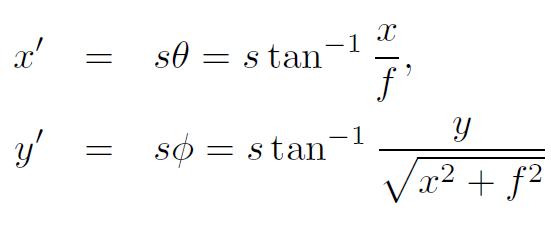 x′ = sθ = s tan⁻¹ x/f,
y′ = sϕ = s tan⁻¹ y/√(x² + f²)